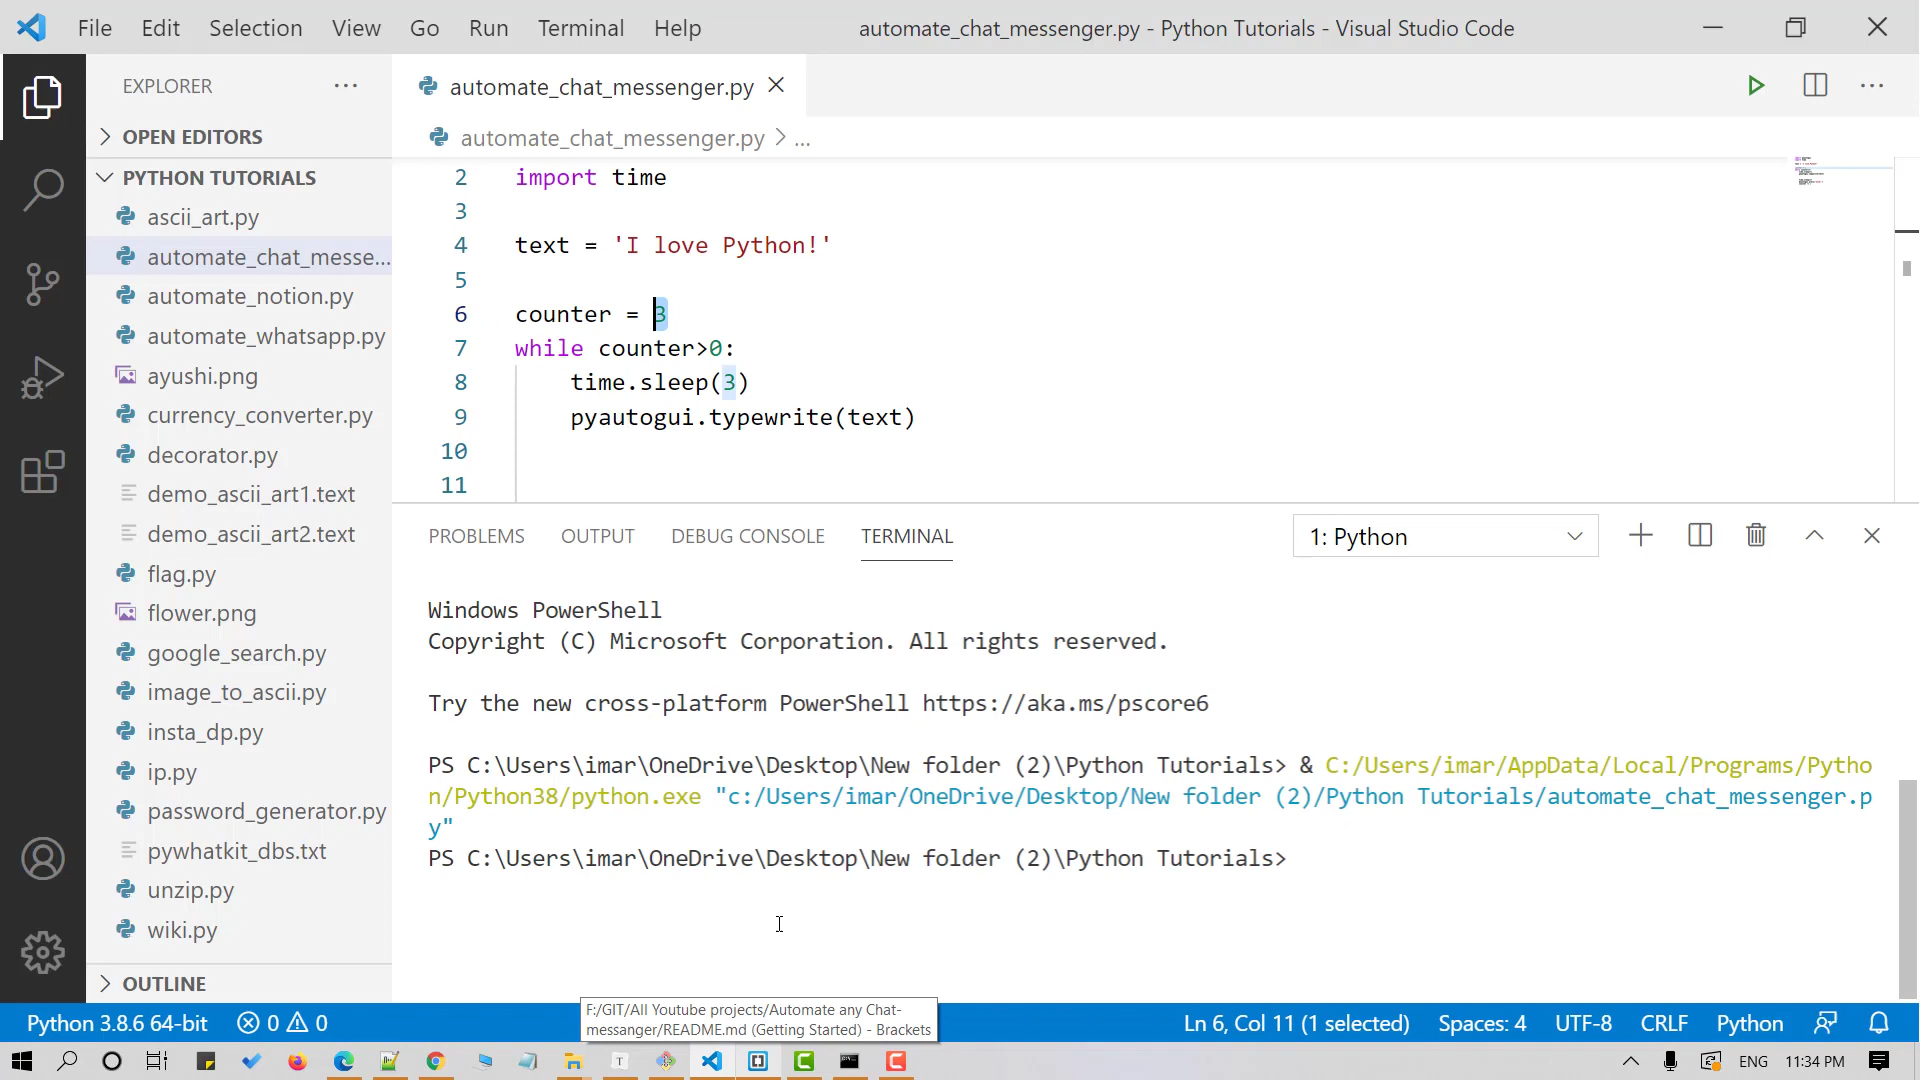 File Edit Selection View Go Run Terminal Help
automate_chat_messenger.py - Python Tutorials - Visual Studio Code
EXPLORER
OPEN EDITORS
PYTHON TUTORIALS
ascii_art.py
automate_chat_messe...
automate_notion.py
automate_whatsapp.py
ayushi.png
currency_converter.py
decorator.py
demo_ascii_art1.text
demo_ascii_art2.text
flag.py
flower.png
google_search.py
image_to_ascii.py
insta_dp.py
ip.py
password_generator.py
pywhatkit_dbs.txt
unzip.py
wiki.py
OUTLINE
automate_chat_messenger.py
automate_chat_messenger.py > ...
2 import time
3
4 text = 'I love Python!'
5
6 counter = 3
7 while counter>0:
8 time.sleep(3)
9 pyautogui.typewrite(text)
10
11
PROBLEMS OUTPUT DEBUG CONSOLE TERMINAL 1: Python
Windows PowerShell
Copyright (C) Microsoft Corporation. All rights reserved.
Try the new cross-platform PowerShell https://aka.ms/pscore6
PS C:\Users\imar\OneDrive\Desktop\New folder (2)\Python Tutorials> & C:/Users/imar/AppData/Local/Programs/Pytho
n/Python38/python.exe "c:/Users/imar/OneDrive/Desktop/New folder (2)/Python Tutorials/automate_chat_messenger.p
y"
PS C:\Users\imar\OneDrive\Desktop\New folder (2)\Python Tutorials>
F:/GIT/All Youtube projects/Automate any Chat-
messanger/README.md (Getting Started) - Brackets
Python 3.8.6 64-bit 0 0 Ln 6, Col 11 (1 selected) Spaces: 4 UTF-8 CRLF Python
ENG 11:34 PM